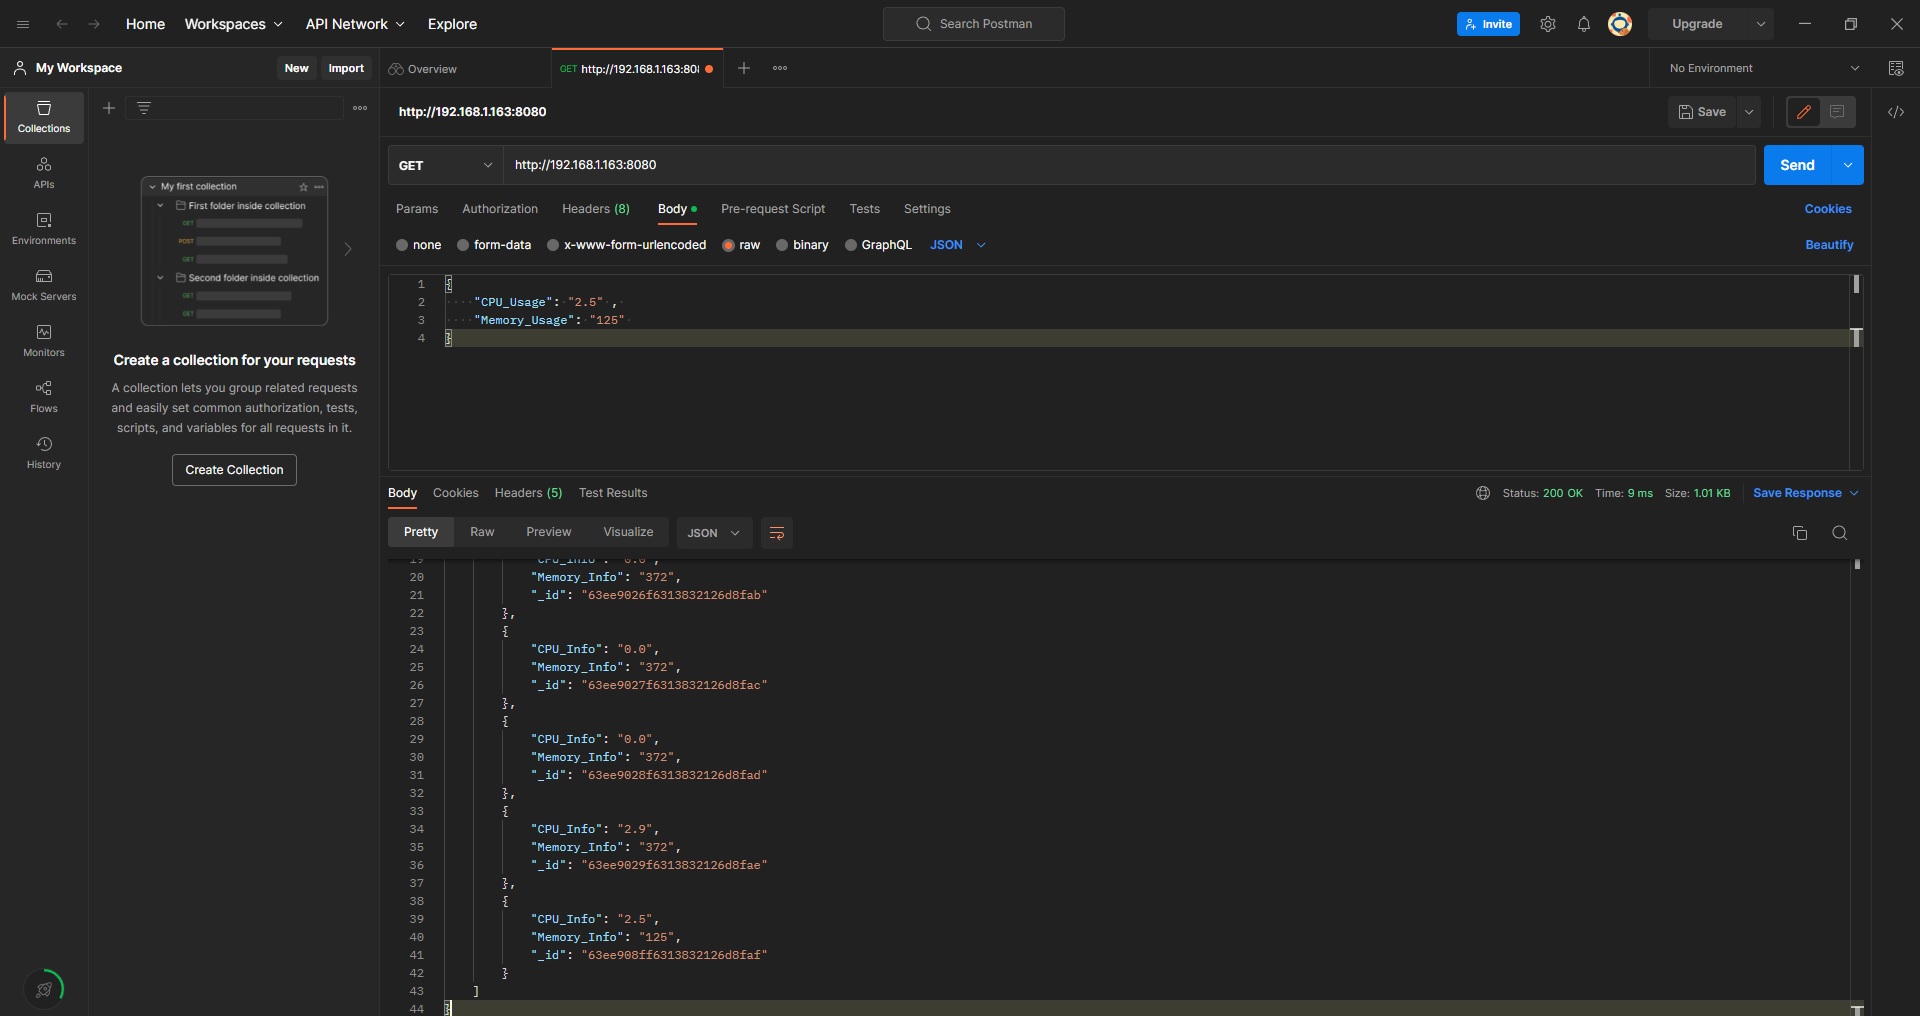 Home Workspaces API Network Explore Search Postman Invite Upgrade
My Workspace New Import Overview GET http://192.168.1.163:80 No Environment
http://192.168.1.163:8080 Save
GET http://192.168.1.163:8080 Send
Params Authorization Headers (8) Body Pre-request Script Tests Settings Cookies
none form-data x-www-form-urlencoded raw binary GraphQL JSON Beautify
1 {
2 "CPU_Usage": "2.5" ,
3 "Memory_Usage": "125"
4 }
Collections
APIs
Environments
Mock Servers
Monitors
Flows
History
My first collection
First folder inside collection
GET
POST
GET
Second folder inside collection
GET
GET
Create a collection for your requests
A collection lets you group related requests
and easily set common authorization, tests,
scripts, and variables for all requests in it.
Create Collection
Body Cookies Headers (5) Test Results Status: 200 OK Time: 9 ms Size: 1.01 KB Save Response
Pretty Raw Preview Visualize JSON
19 "CPU_Info": "0.0",
20 "Memory_Info": "372",
21 "_id": "63ee9026f6313832126d8fab"
22 },
23 {
24 "CPU_Info": "0.0",
25 "Memory_Info": "372",
26 "_id": "63ee9027f6313832126d8fac"
27 },
28 {
29 "CPU_Info": "0.0",
30 "Memory_Info": "372",
31 "_id": "63ee9028f6313832126d8fad"
32 },
33 {
34 "CPU_Info": "2.9",
35 "Memory_Info": "372",
36 "_id": "63ee9029f6313832126d8fae"
37 },
38 {
39 "CPU_Info": "2.5",
40 "Memory_Info": "125",
41 "_id": "63ee908ff6313832126d8faf"
42 }
43 ]
44 }